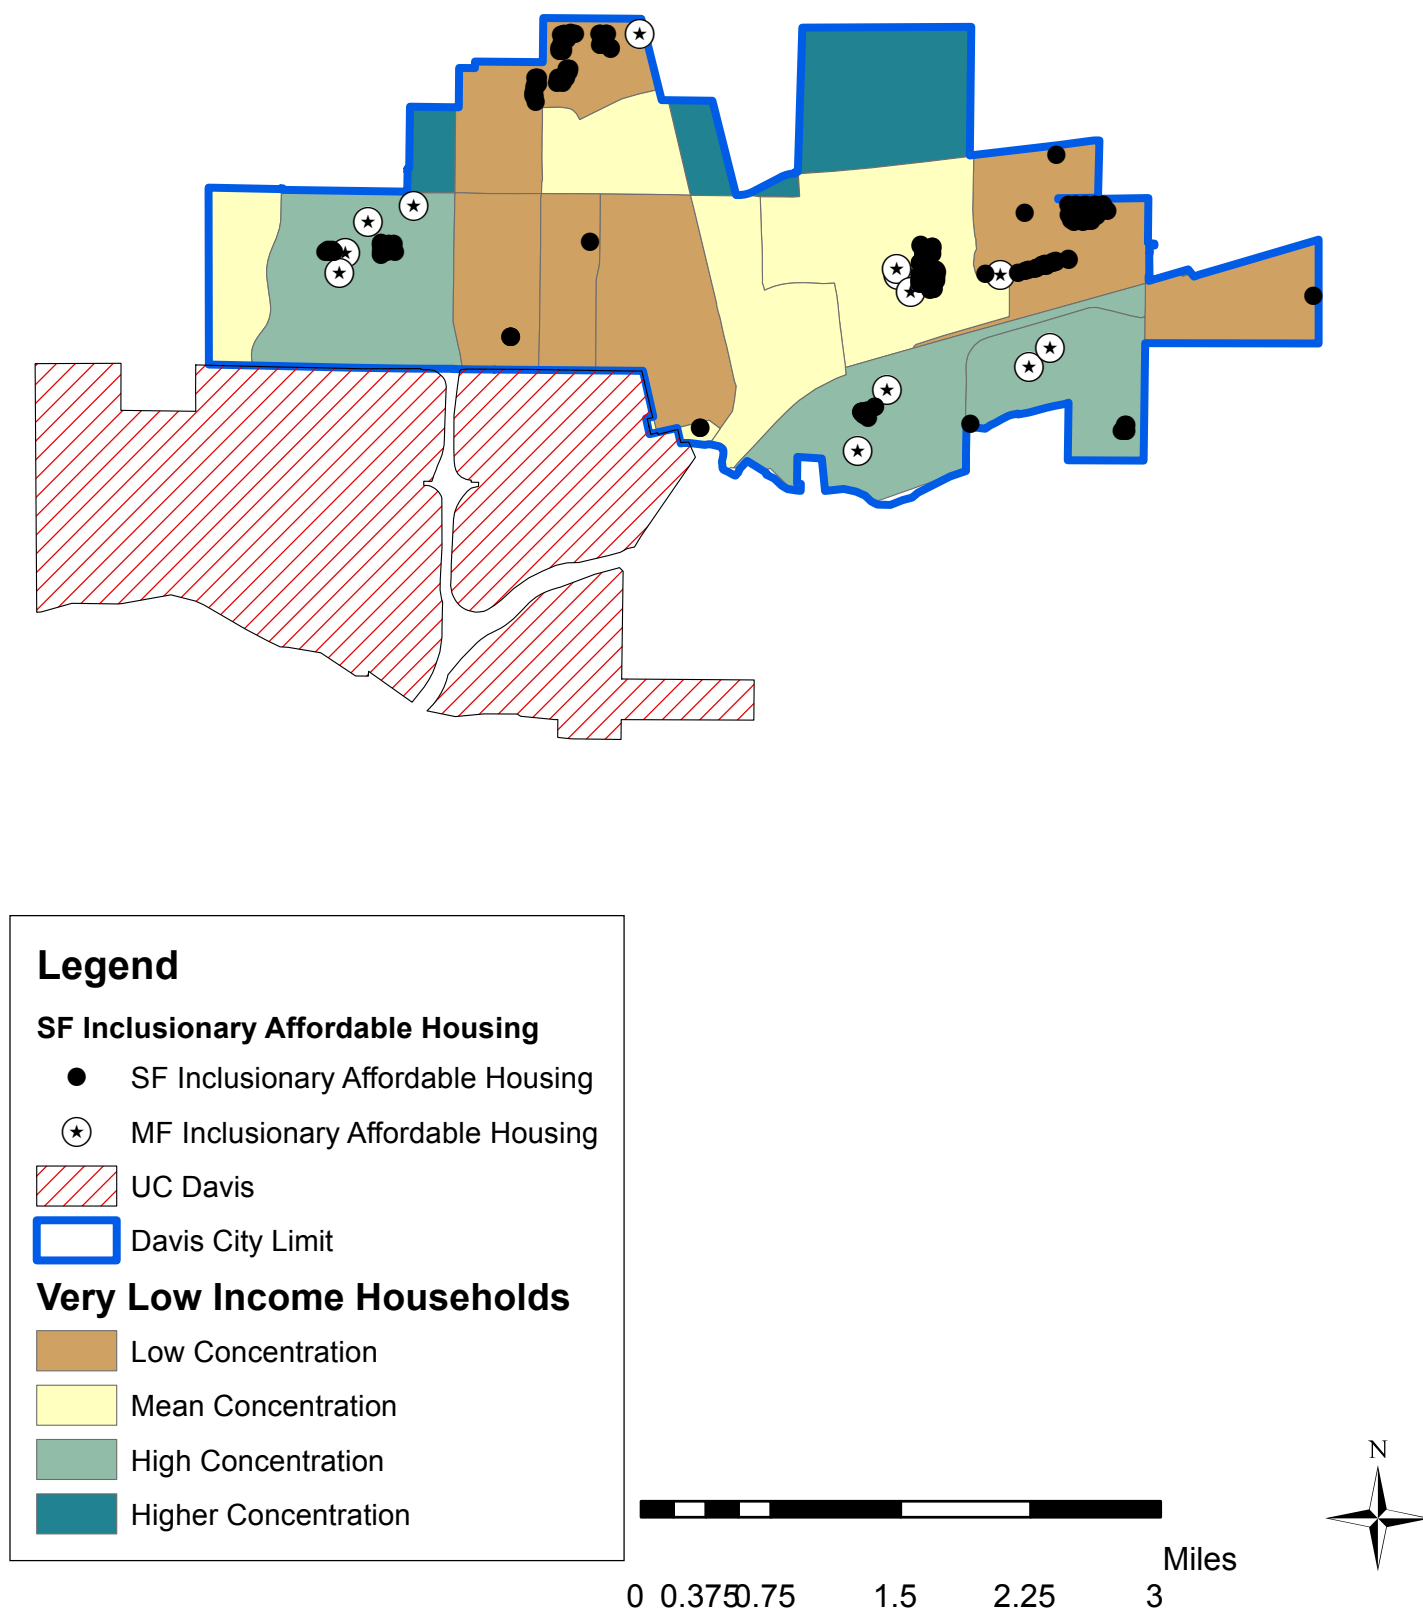 Legend
SF Inclusionary Affordable Housing
SF Inclusionary Affordable Housing
MF Inclusionary Affordable Housing
UC Davis
Davis City Limit
Very Low Income Households
Low Concentration
Mean Concentration
High Concentration
Higher Concentration
N
Miles
0 0.375 0.75 1.5 2.25 3